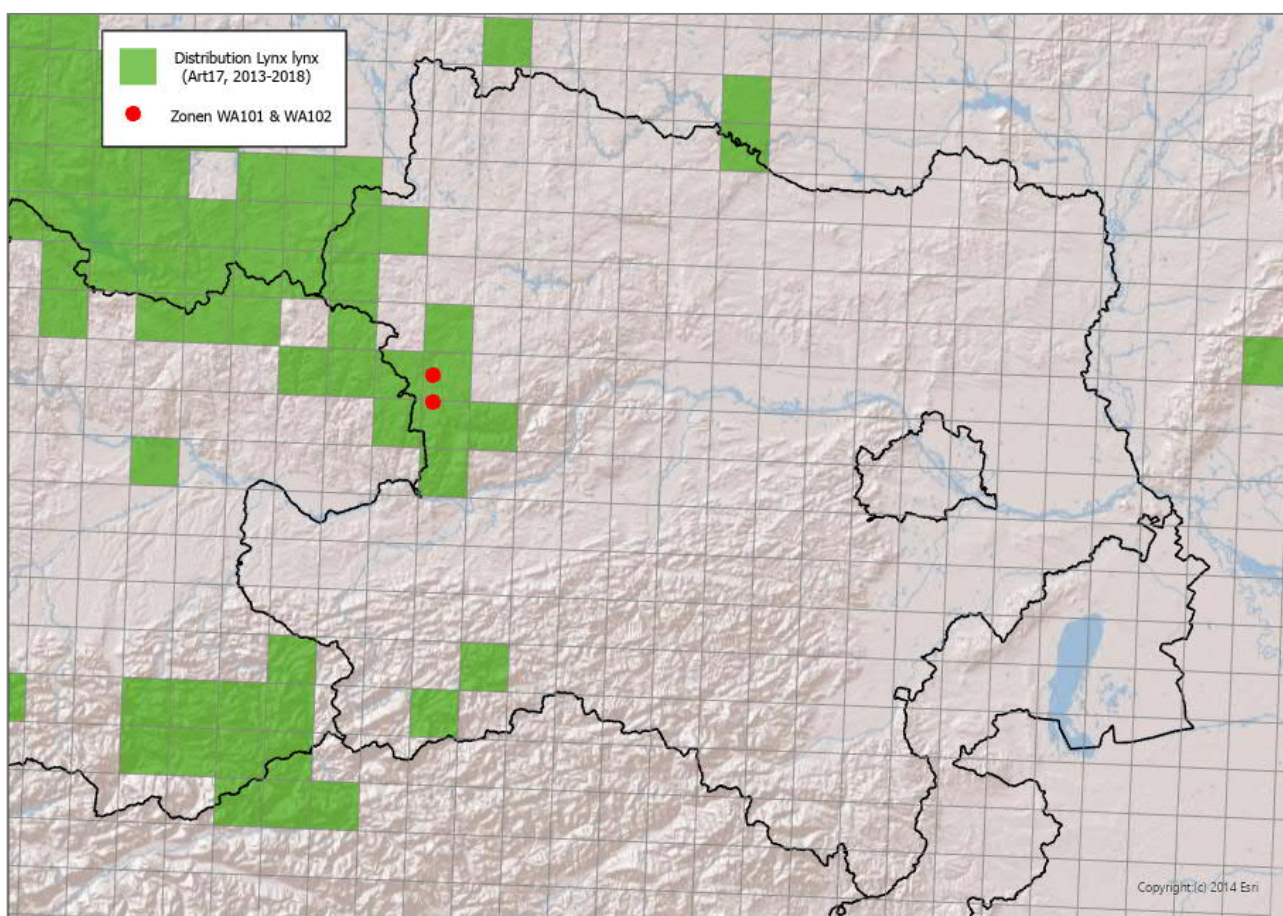 Distribution Lynx lynx
(Art17, 2013-2018)
Zonen WA101 & WA102
Copyright:(c) 2014 Esri